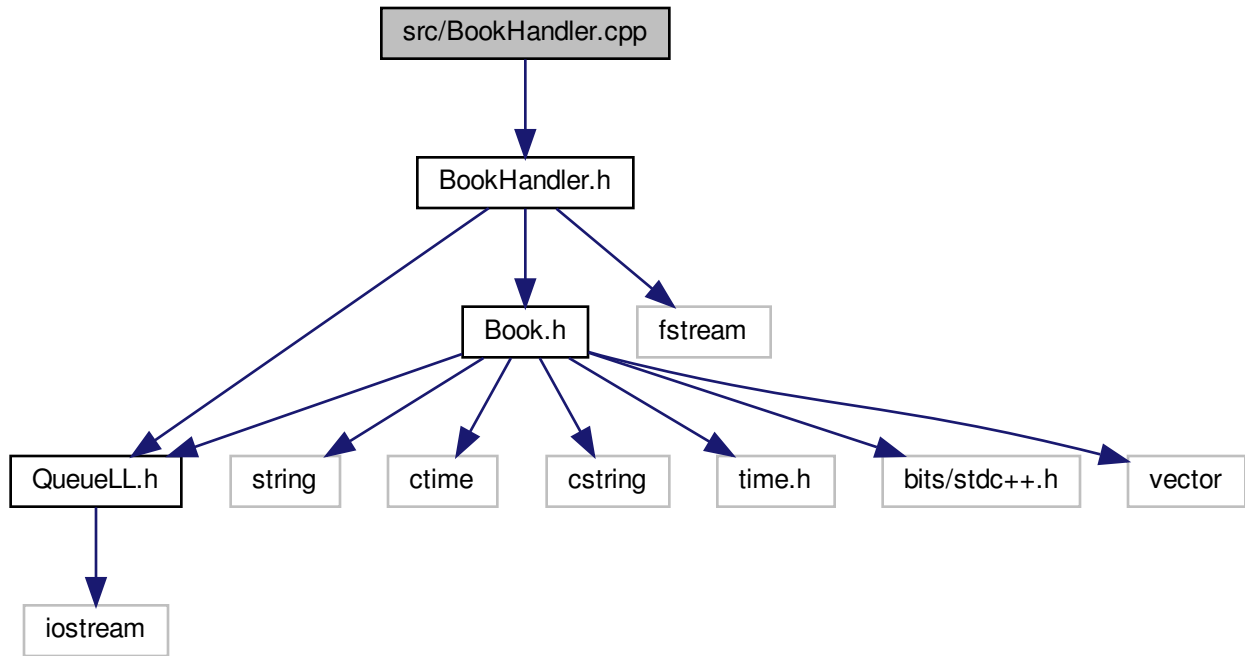 src/BookHandler.cpp
BookHandler.h
Book.h
fstream
QueueLL.h
string
ctime
cstring
time.h
bits/stdc++.h
vector
iostream